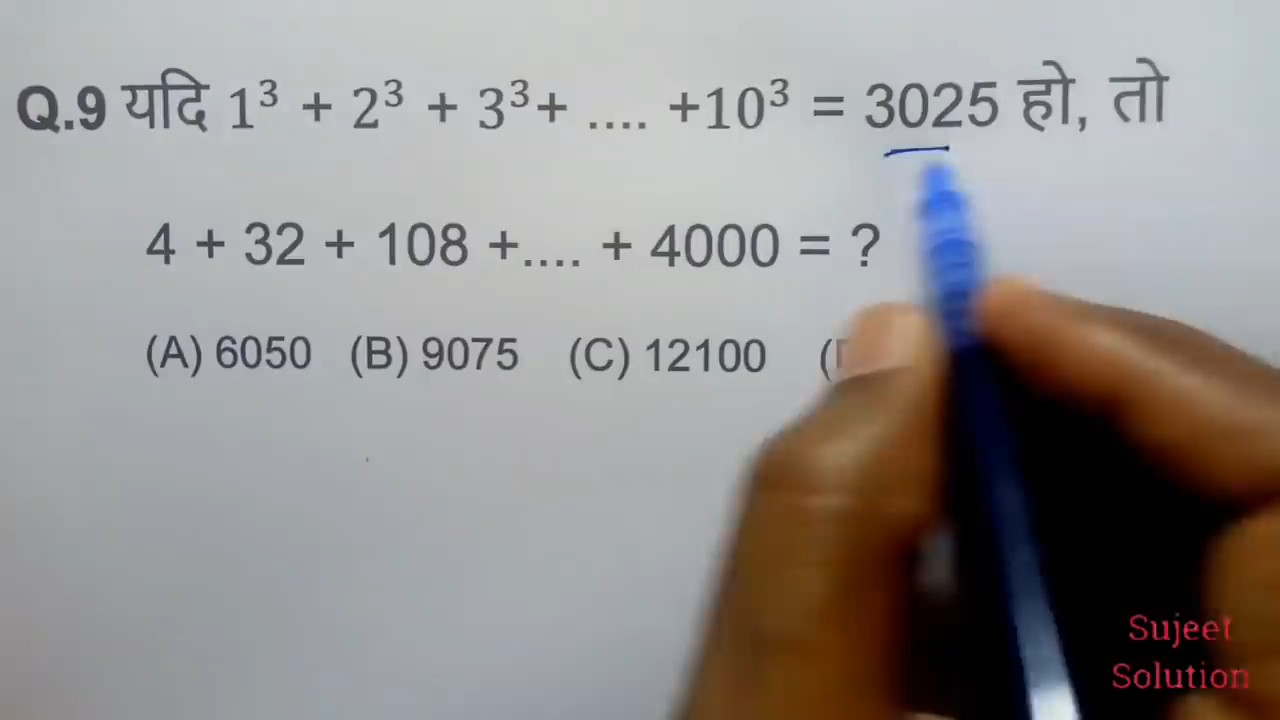 Q.9 यदि 1³ + 2³ + 3³+ .... +10³ = 3025 हो, तो
4 + 32 + 108 +.... + 4000 = ?
(A) 6050 (B) 9075 (C) 12100
Sujeet
Solution